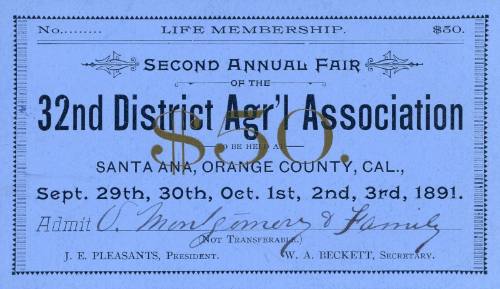 No......... LIFE MEMBERSHIP. $50.
SECOND ANNUAL FAIR
OF THE
32nd District Agr'l Association
$50.
TO BE HELD AT
SANTA ANA, ORANGE COUNTY, CAL.,
Sept. 29th, 30th, Oct. 1st, 2nd, 3rd, 1891.
Admit O. Montgomery & Family
(NOT TRANSFERABLE.)
J. E. PLEASANTS, PRESIDENT. W. A. BECKETT, SECRETARY.